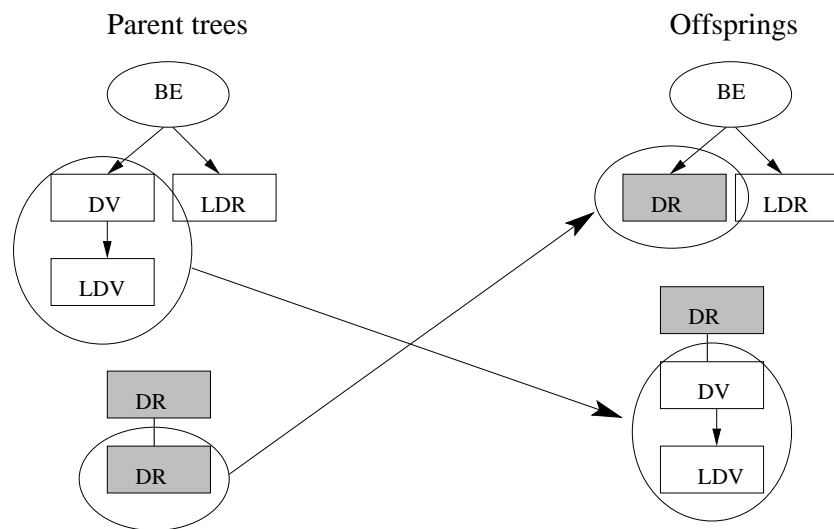 Parent trees
Offsprings
BE
BE
DV
LDR
DR
LDR
LDV
DR
DV
DR
DR
LDV